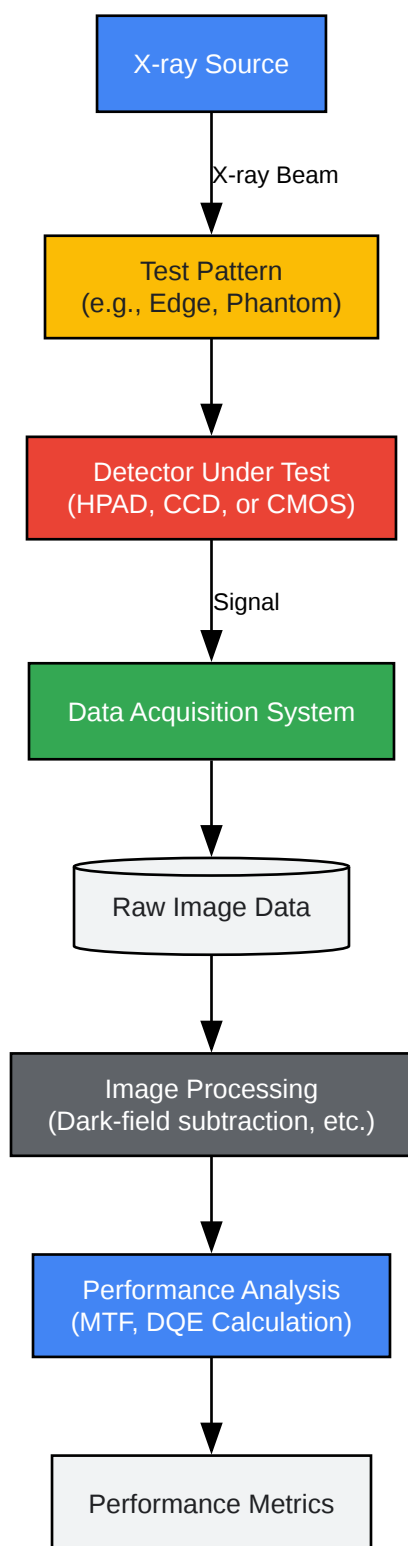 X-ray Source
X-ray Beam
Test Pattern
(e.g., Edge, Phantom)
Detector Under Test
(HPAD, CCD, or CMOS)
Signal
Data Acquisition System
Raw Image Data
Image Processing
(Dark-field subtraction, etc.)
Performance Analysis
(MTF, DQE Calculation)
Performance Metrics